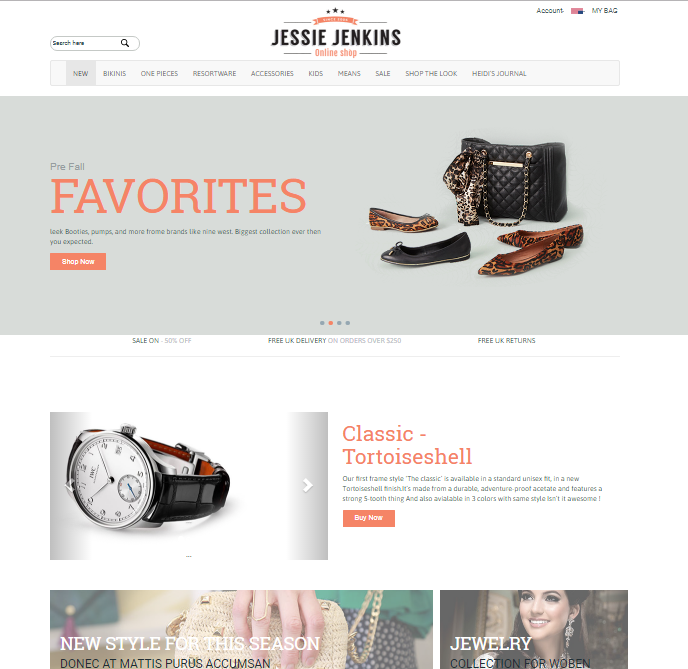 Account
MY BAG
SINCE 1962
JESSIE JENKINS
Online shop
Search here
NEW BIKINIS ONE PIECES RESORTWARE ACCESSORIES KIDS MEANS SALE SHOP THE LOOK HEIDI'S JOURNAL
Pre Fall
FAVORITES
leek Booties, pumps, and more frome brands like nine west. Biggest collection ever then
you expected.
Shop Now
SALE ON - 50% OFF
FREE UK DELIVERY ON ORDERS OVER $250
FREE UK RETURNS
IWC
Classic -
Tortoiseshell
Our first frame style 'The classic' is available in a standard unisex fit, in a new
Tortoiseshell finish.It's made from a durable, adventure-proof acetate and features a
strong 5-tooth thing And also avialable in 3 colors with same style Isn't it awesome !
Buy Now
NEW STYLE FOR THIS SEASON
DONEC AT MATTIS PURUS ACCUMSAN
JEWELRY
COLLECTION FOR WOBEN